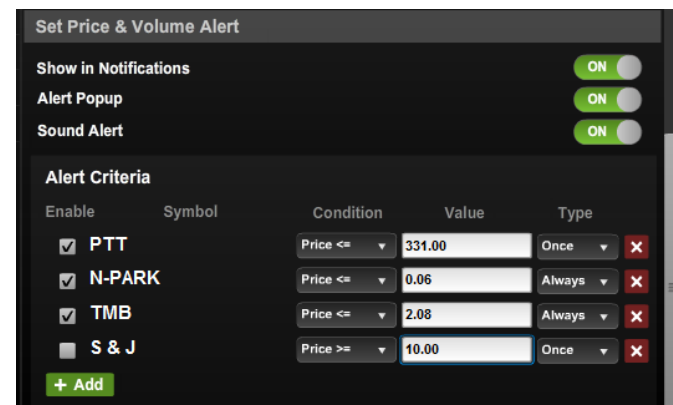 Set Price & Volume Alert
Show in Notifications ON
Alert Popup ON
Sound Alert ON
Alert Criteria
Enable Symbol Condition Value Type
PTT Price <= 331.00 Once
N-PARK Price <= 0.06 Always
TMB Price <= 2.08 Always
S & J Price >= 10.00 Once
+ Add